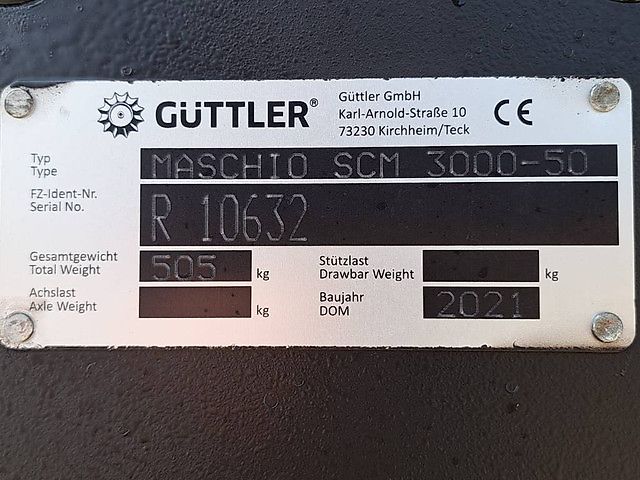 GÜTTLER®
Güttler GmbH
Karl-Arnold-Straße 10
73230 Kirchheim/Teck
CE
Typ
Type
MASCHIO SCM 3000-50
FZ-Ident-Nr.
Serial No.
R 10632
Gesamtgewicht
Total Weight
505 kg
Stützlast
Drawbar Weight
kg
Achslast
Axle Weight
kg
Baujahr
DOM
2021